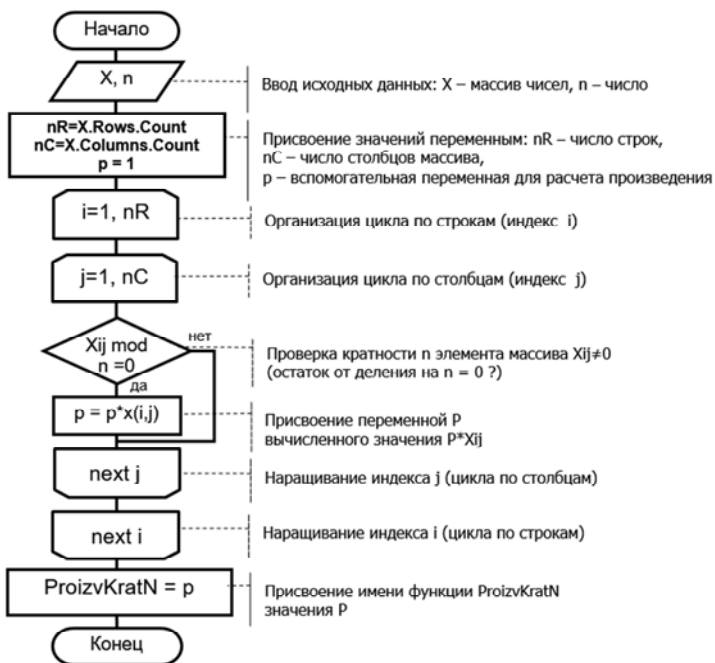 Начало
X, n
Ввод исходных данных: X – массив чисел, n – число
nR=X.Rows.Count
nC=X.Columns.Count
p = 1
Присвоение значений переменным: nR – число строк,
nC – число столбцов массива,
p – вспомогательная переменная для расчета произведения
i=1, nR
Организация цикла по строкам (индекс i)
j=1, nC
Организация цикла по столбцам (индекс j)
Xij mod
n =0
нет
да
Проверка кратности n элемента массива Xij≠0
(остаток от деления на n = 0 ?)
p = p*x(i,j)
Присвоение переменной P
вычисленного значения P*Xij
next j
Наращивание индекса j (цикла по столбцам)
next i
Наращивание индекса i (цикла по строкам)
ProizvKratN = p
Присвоение имени функции ProizvKratN
значения P
Конец